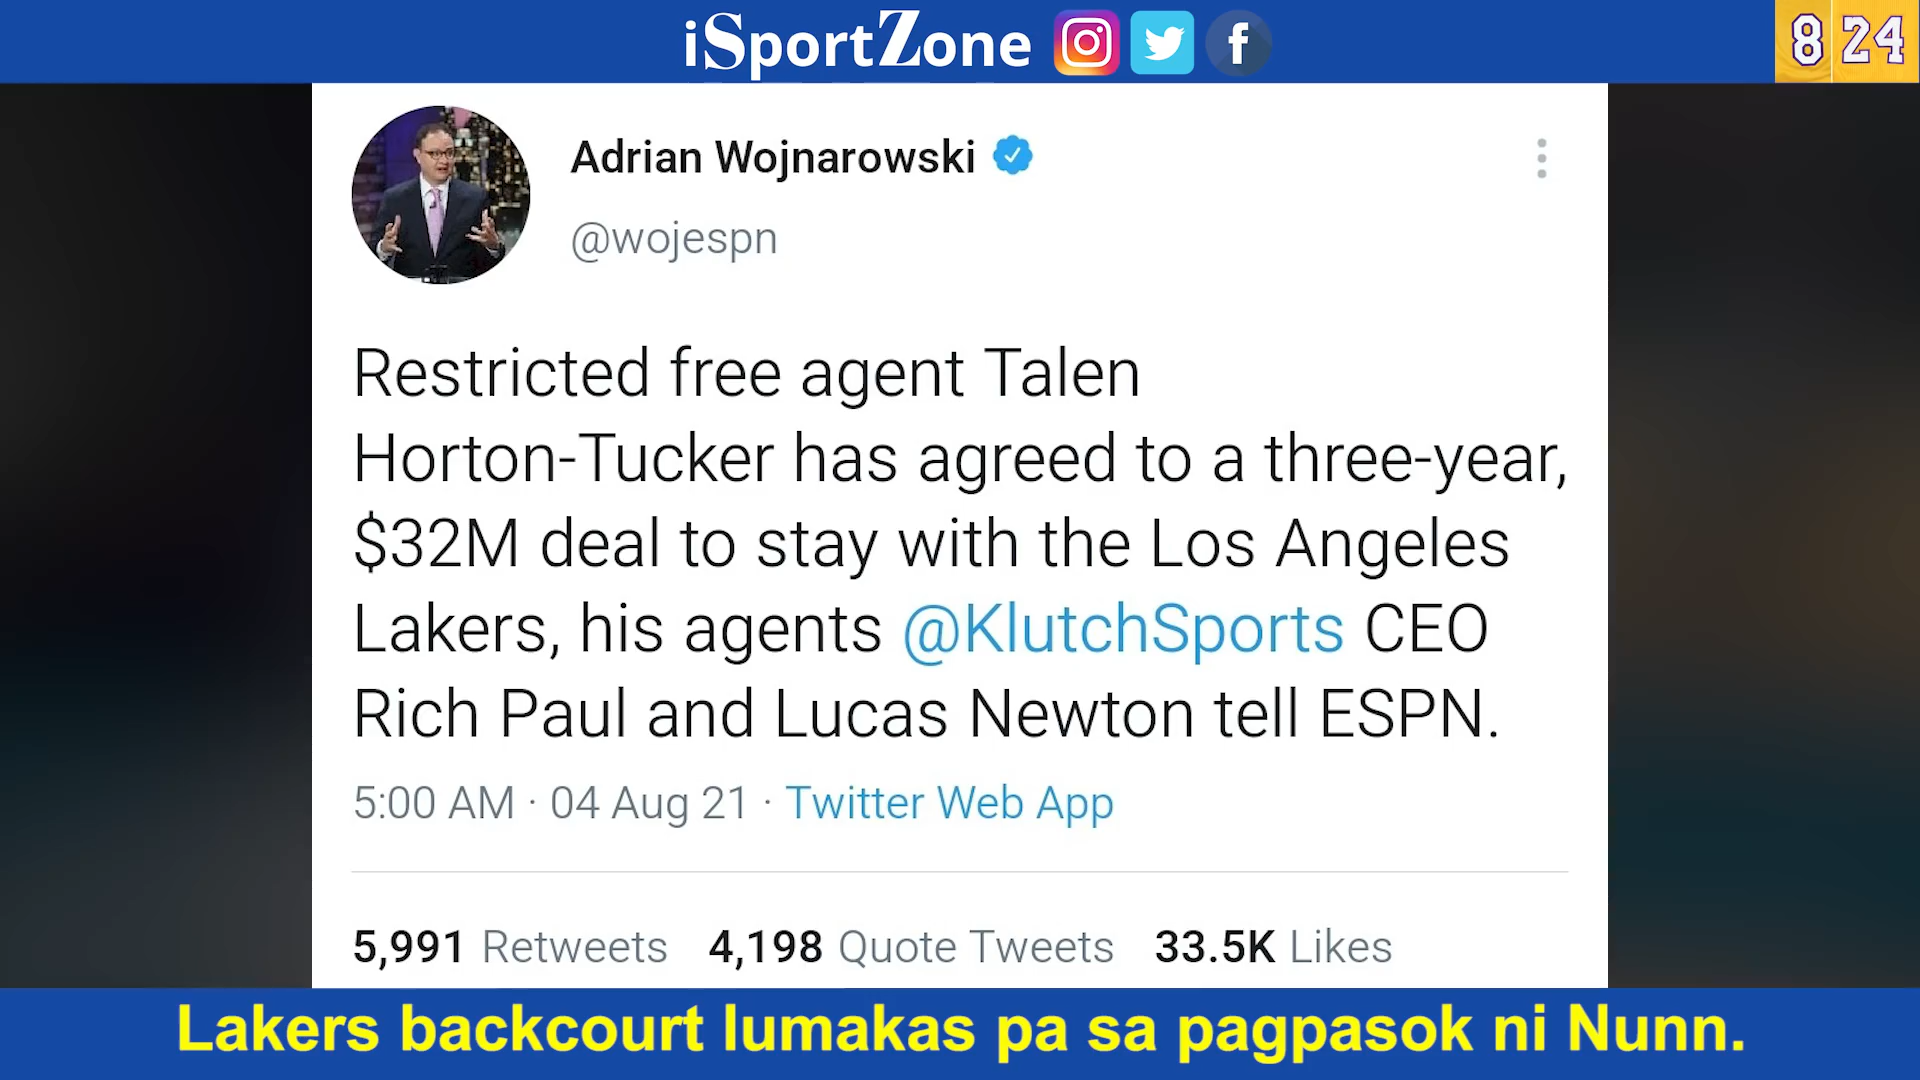 iSportZone
8 24
Adrian Wojnarowski
@wojespn
Restricted free agent Talen
Horton-Tucker has agreed to a three-year,
$32M deal to stay with the Los Angeles
Lakers, his agents @KlutchSports CEO
Rich Paul and Lucas Newton tell ESPN.
5:00 AM · 04 Aug 21 · Twitter Web App
5,991 Retweets 4,198 Quote Tweets 33.5K Likes
Lakers backcourt lumakas pa sa pagpasok ni Nunn.